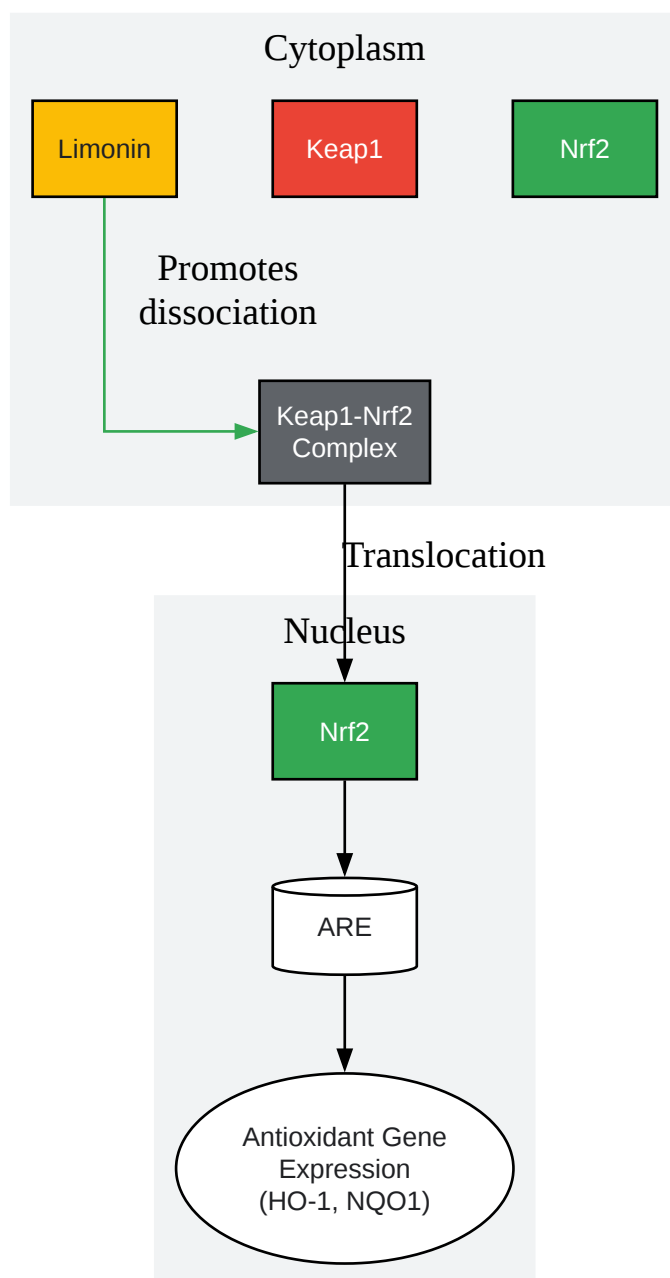 Cytoplasm
Limonin
Keap1
Nrf2
Promotes
dissociation
Keap1-Nrf2
Complex
Translocation
Nucleus
Nrf2
ARE
Antioxidant Gene
Expression
(HO-1, NQO1)